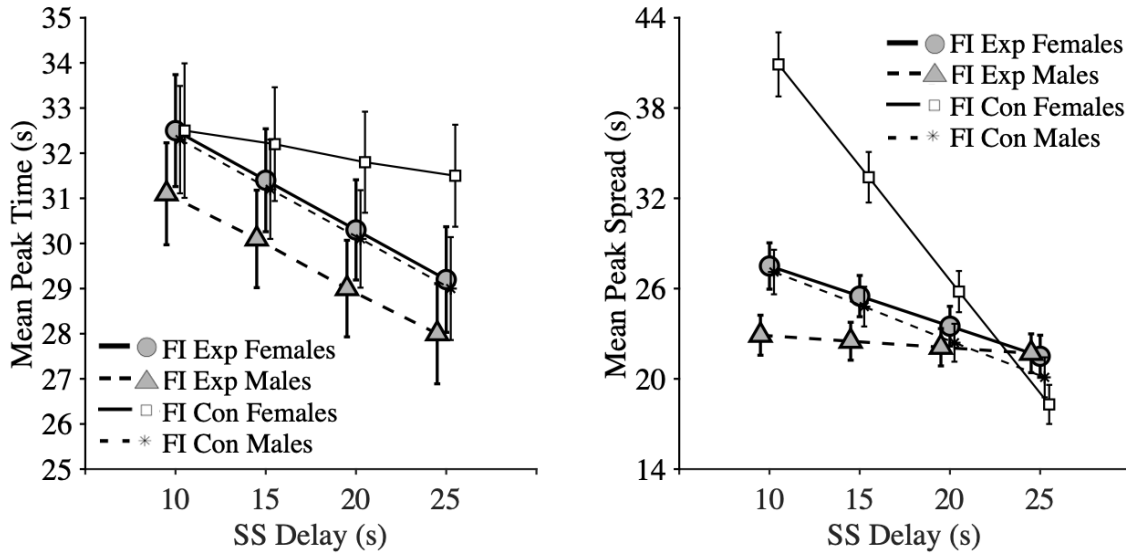 35
34
33
32
31
30
29
28
27
26
25
Mean Peak Time (s)
FI Exp Females
FI Exp Males
FI Con Females
FI Con Males
10 15 20 25
SS Delay (s)
44
38
32
26
20
14
Mean Peak Spread (s)
FI Exp Females
FI Exp Males
FI Con Females
FI Con Males
10 15 20 25
SS Delay (s)